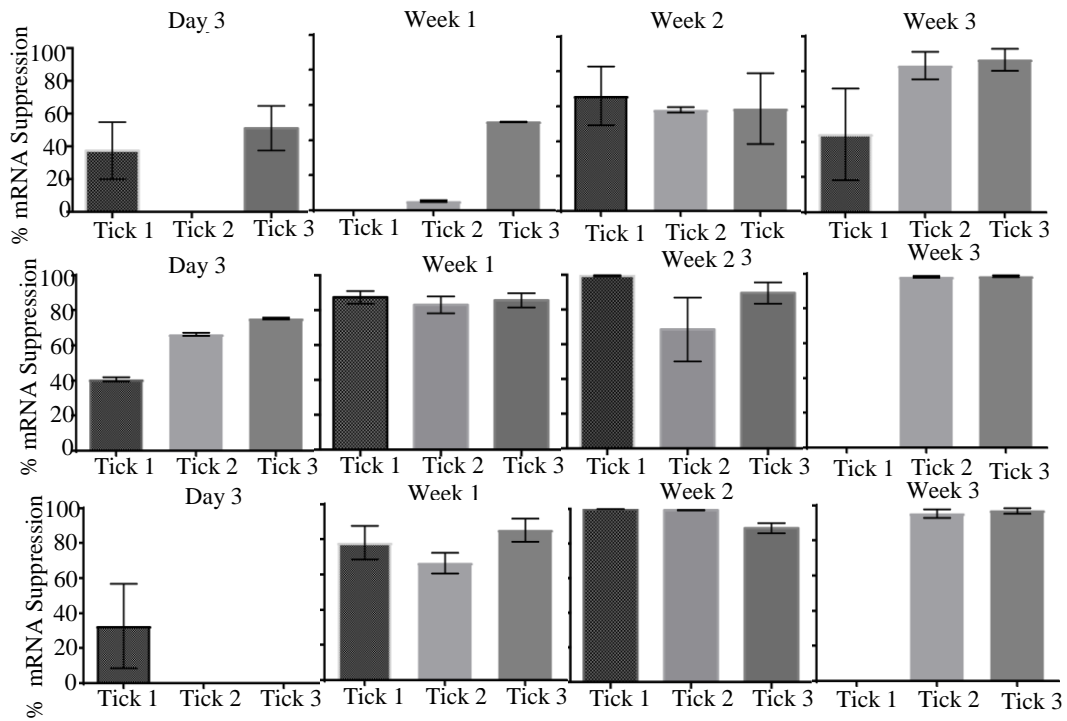 Day 3 Week 1 Week 2 Week 3
% mRNA Suppression
100
80
60
40
20
0
Tick 1 Tick 2 Tick 3 Tick 1 Tick 2 Tick 3 Tick 1 Tick 2 Tick Tick 1 Tick 2 Tick 3
Day 3 Week 1 Week 2 3 Week 3
% mRNA Suppression
100
80
60
40
20
0
Tick 1 Tick 2 Tick 3 Tick 1 Tick 2 Tick 3 Tick 1 Tick 2 Tick 3 Tick 1 Tick 2 Tick 3
Day 3 Week 1 Week 2 Week 3
% mRNA Suppression
100
80
60
40
20
0
Tick 1 Tick 2 Tick 3 Tick 1 Tick 2 Tick 3 Tick 1 Tick 2 Tick 3 Tick 1 Tick 2 Tick 3